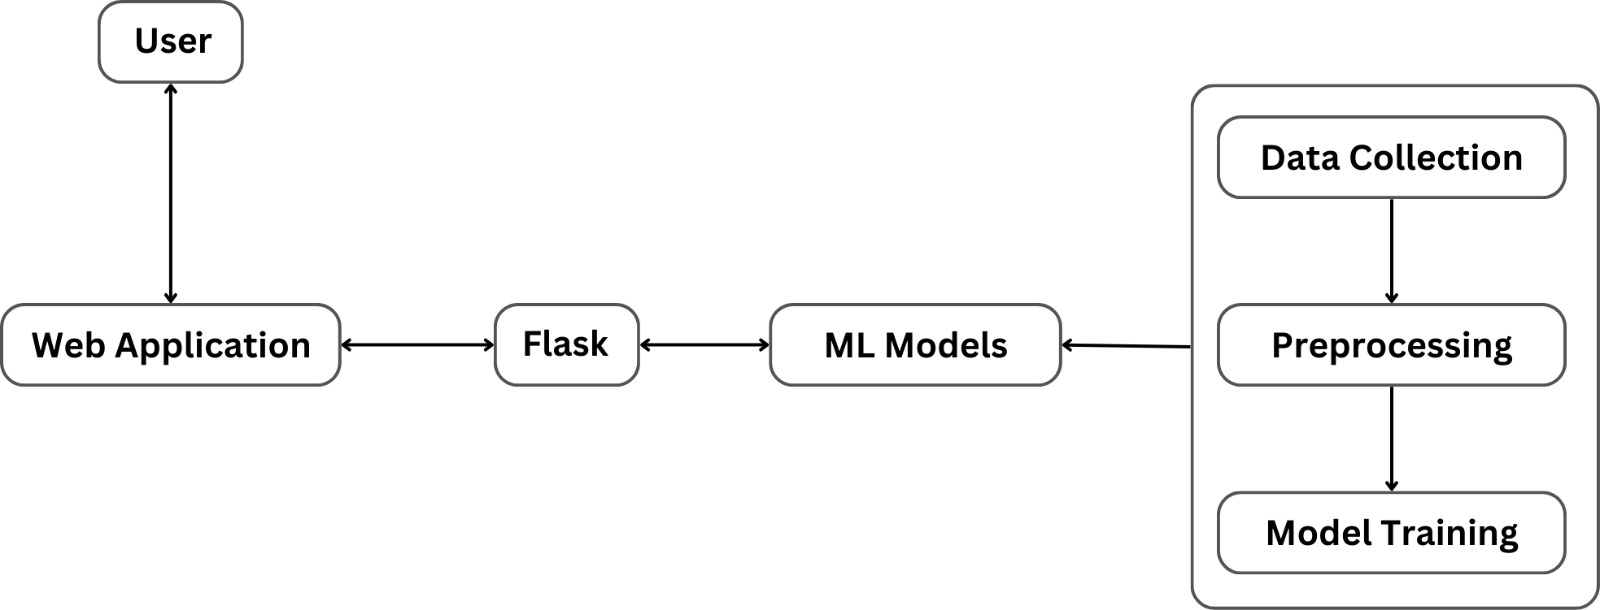 User
Data Collection
Web Application
Flask
ML Models
Preprocessing
Model Training